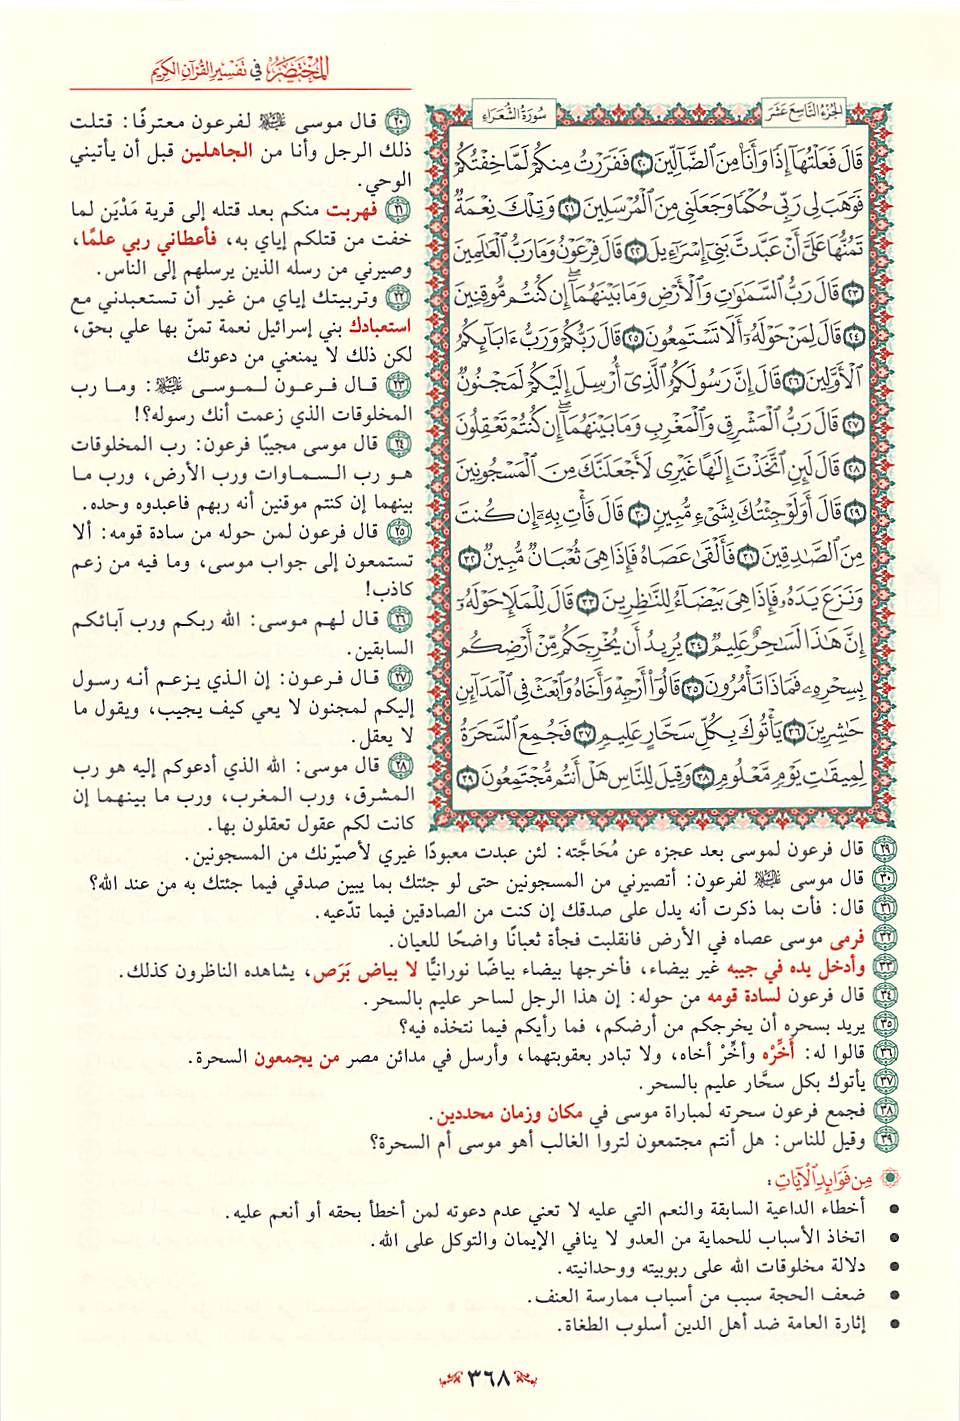 المختصر في تفسير القرآن الكريم
الجزء التاسع عشر
سورة الشعراء
قَالَ فَعَلْتُهَآ إِذًا وَأَنَا۠ مِنَ ٱلضَّآلِّينَ ٢٠ فَفَرَرْتُ مِنكُمْ لَمَّا خِفْتُكُمْ
فَوَهَبَ لِى رَبِّى حُكْمًا وَجَعَلَنِى مِنَ ٱلْمُرْسَلِينَ ٢١ وَتِلْكَ نِعْمَةٌ
تَمُنُّهَا عَلَىَّ أَنْ عَبَّدتَّ بَنِىٓ إِسْرَٰٓءِيلَ ٢٢ قَالَ فِرْعَوْنُ وَمَا رَبُّ ٱلْعَٰلَمِينَ
٢٣ قَالَ رَبُّ ٱلسَّمَٰوَٰتِ وَٱلْأَرْضِ وَمَا بَيْنَهُمَآ إِن كُنتُم مُّوقِنِينَ
٢٤ قَالَ لِمَنْ حَوْلَهُۥٓ أَلَا تَسْتَمِعُونَ ٢٥ قَالَ رَبُّكُمْ وَرَبُّ ءَابَآئِكُمُ
ٱلْأَوَّلِينَ ٢٦ قَالَ إِنَّ رَسُولَكُمُ ٱلَّذِىٓ أُرْسِلَ إِلَيْكُمْ لَمَجْنُونٌ
٢٧ قَالَ رَبُّ ٱلْمَشْرِقِ وَٱلْمَغْرِبِ وَمَا بَيْنَهُمَآ إِن كُنتُمْ تَعْقِلُونَ
٢٨ قَالَ لَئِنِ ٱتَّخَذْتَ إِلَٰهًا غَيْرِى لَأَجْعَلَنَّكَ مِنَ ٱلْمَسْجُونِينَ
٢٩ قَالَ أَوَلَوْ جِئْتُكَ بِشَىْءٍ مُّبِينٍ ٣٠ قَالَ فَأْتِ بِهِۦٓ إِن كُنتَ
مِنَ ٱلصَّٰدِقِينَ ٣١ فَأَلْقَىٰ عَصَاهُ فَإِذَا هِىَ ثُعْبَانٌ مُّبِينٌ ٣٢
وَنَزَعَ يَدَهُۥ فَإِذَا هِىَ بَيْضَآءُ لِلنَّٰظِرِينَ ٣٣ قَالَ لِلْمَلَإِ حَوْلَهُۥٓ
إِنَّ هَٰذَا لَسَٰحِرٌ عَلِيمٌ ٣٤ يُرِيدُ أَن يُخْرِجَكُم مِّنْ أَرْضِكُم
بِسِحْرِهِۦ فَمَاذَا تَأْمُرُونَ ٣٥ قَالُوٓا۟ أَرْجِهْ وَأَخَاهُ وَٱبْعَثْ فِى ٱلْمَدَآئِنِ
حَٰشِرِينَ ٣٦ يَأْتُوكَ بِكُلِّ سَحَّارٍ عَلِيمٍ ٣٧ فَجُمِعَ ٱلسَّحَرَةُ
لِمِيقَٰتِ يَوْمٍ مَّعْلُومٍ ٣٨ وَقِيلَ لِلنَّاسِ هَلْ أَنتُم مُّجْتَمِعُونَ ٣٩
٢٠ قال موسى عليه السلام لفرعون معترفًا: قتلت
ذلك الرجل وأنا من الجاهلين قبل أن يأتيني
الوحي.
٢١ فهربت منكم بعد قتله إلى قرية مَدْيَن لما
خفت من قتلكم إياي به، فأعطاني ربي علمًا،
وصيرني من رسله الذين يرسلهم إلى الناس.
٢٢ وتربيتك إياي من غير أن تستعبدني مع
استعبادك بني إسرائيل نعمة تمنّ بها علي بحق،
لكن ذلك لا يمنعني من دعوتك
٢٣ قال فرعون لموسى عليه السلام: وما رب
المخلوقات الذي زعمت أنك رسوله؟!
٢٤ قال موسى مجيبًا فرعون: رب المخلوقات
هو رب السماوات ورب الأرض، ورب ما
بينهما إن كنتم موقنين أنه ربهم فاعبدوه وحده.
٢٥ قال فرعون لمن حوله من سادة قومه: ألا
تستمعون إلى جواب موسى، وما فيه من زعم
كاذب!
٢٦ قال لهم موسى: الله ربكم ورب آبائكم
السابقين.
٢٧ قال فرعون: إن الذي يزعم أنه رسول
إليكم لمجنون لا يعي كيف يجيب، ويقول ما
لا يعقل.
٢٨ قال موسى: الله الذي أدعوكم إليه هو رب
المشرق، ورب المغرب، ورب ما بينهما إن
كانت لكم عقول تعقلون بها.
٢٩ قال فرعون لموسى بعد عجزه عن مُحَاجَّته: لئن عبدت معبودًا غيري لأصيّرنك من المسجونين.
٣٠ قال موسى عليه السلام لفرعون: أتصيرني من المسجونين حتى لو جئتك بما يبين صدقي فيما جئتك به من عند الله؟
٣١ قال: فأت بما ذكرت أنه يدل على صدقك إن كنت من الصادقين فيما تدّعيه.
٣٢ فرمى موسى عصاه في الأرض فانقلبت فجأة ثعبانًا واضحًا للعيان.
٣٣ وأدخل يده في جيبه غير بيضاء، فأخرجها بيضاء بياضًا نورانيًّا لا بياض بَرَص، يشاهده الناظرون كذلك.
٣٤ قال فرعون لسادة قومه من حوله: إن هذا الرجل لساحر عليم بالسحر.
٣٥ يريد بسحره أن يخرجكم من أرضكم، فما رأيكم فيما نتخذه فيه؟
٣٦ قالوا له: أَخِّرْه وأخِّرْ أخاه، ولا تبادر بعقوبتهما، وأرسل في مدائن مصر من يجمعون السحرة.
٣٧ يأتوك بكل سحَّار عليم بالسحر.
٣٨ فجمع فرعون سحرته لمباراة موسى في مكان وزمان محددين.
٣٩ وقيل للناس: هل أنتم مجتمعون لتروا الغالب أهو موسى أم السحرة؟
من فوائد الآيات:
• أخطاء الداعية السابقة والنعم التي عليه لا تعني عدم دعوته لمن أخطأ بحقه أو أنعم عليه.
• اتخاذ الأسباب للحماية من العدو لا ينافي الإيمان والتوكل على الله.
• دلالة مخلوقات الله على ربوبيته ووحدانيته.
• ضعف الحجة سبب من أسباب ممارسة العنف.
• إثارة العامة ضد أهل الدين أسلوب الطغاة.
٣٦٨